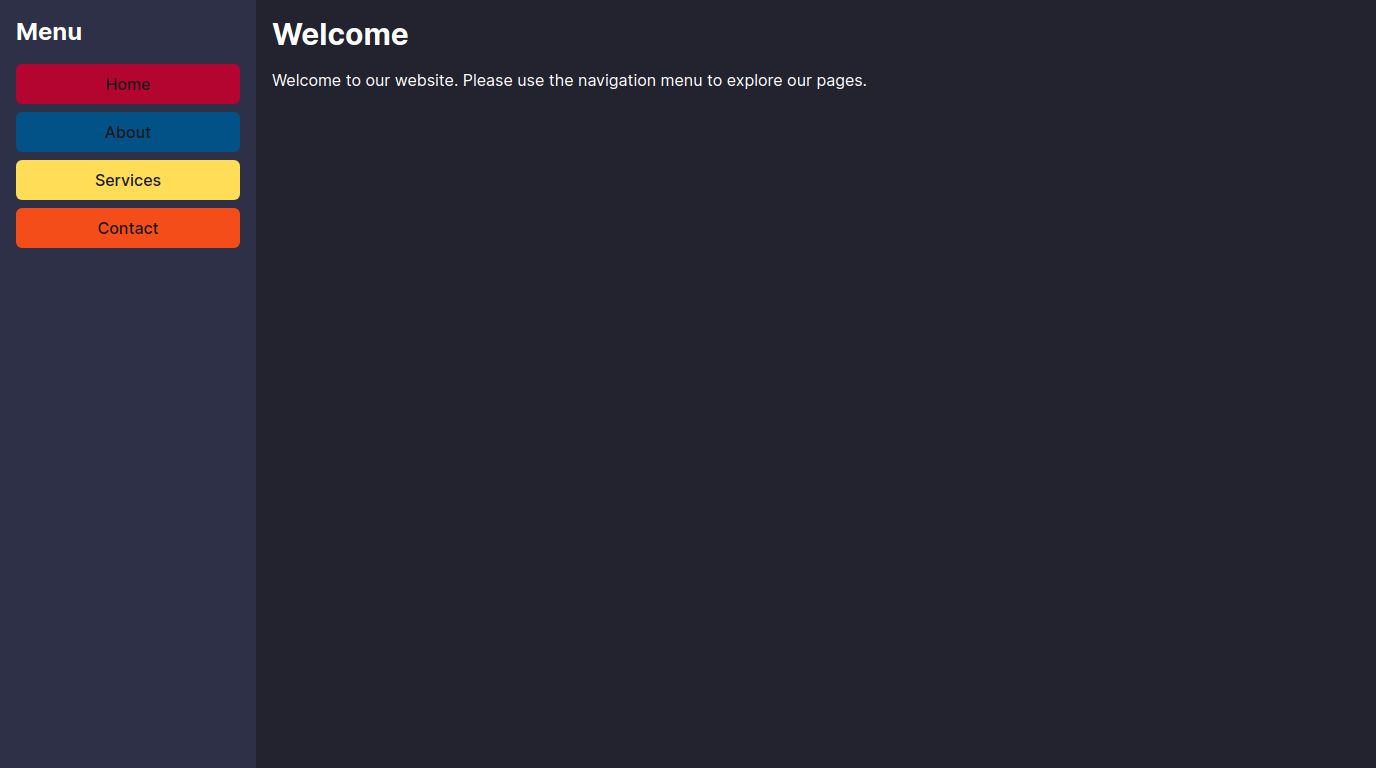 Menu
Home
About
Services
Contact
Welcome
Welcome to our website. Please use the navigation menu to explore our pages.